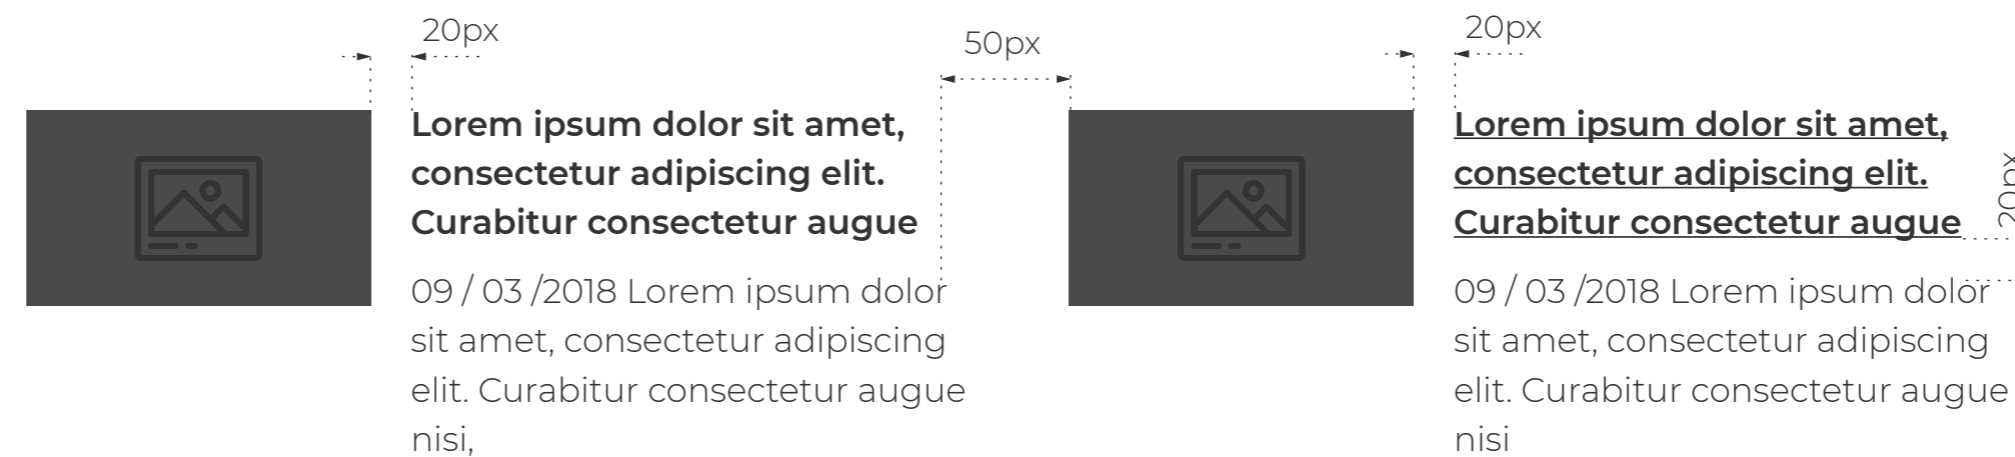 20px
50px
20px
Lorem ipsum dolor sit amet,
consectetur adipiscing elit.
Curabitur consectetur augue
09 / 03 /2018 Lorem ipsum dolor
sit amet, consectetur adipiscing
elit. Curabitur consectetur augue
nisi,
Lorem ipsum dolor sit amet,
consectetur adipiscing elit.
Curabitur consectetur augue
20px
09 / 03 /2018 Lorem ipsum dolor
sit amet, consectetur adipiscing
elit. Curabitur consectetur augue
nisi